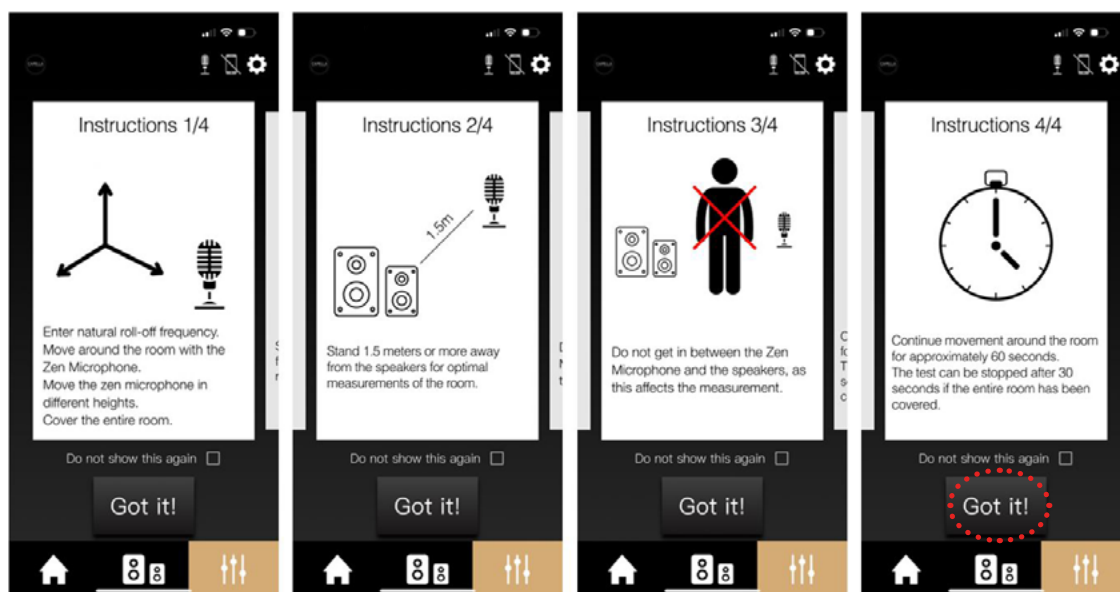 Instructions 1/4
Enter natural roll-off frequency.
Move around the room with the
Zen Microphone.
Move the zen microphone in
different heights.
Cover the entire room.
Do not show this again
Got it!
Instructions 2/4
1.5m
Stand 1.5 meters or more away
from the speakers for optimal
measurements of the room.
Do not show this again
Got it!
Instructions 3/4
Do not get in between the Zen
Microphone and the speakers, as
this affects the measurement.
Do not show this again
Got it!
Instructions 4/4
Continue movement around the room
for approximately 60 seconds.
The test can be stopped after 30
seconds if the entire room has been
covered.
Do not show this again
Got it!